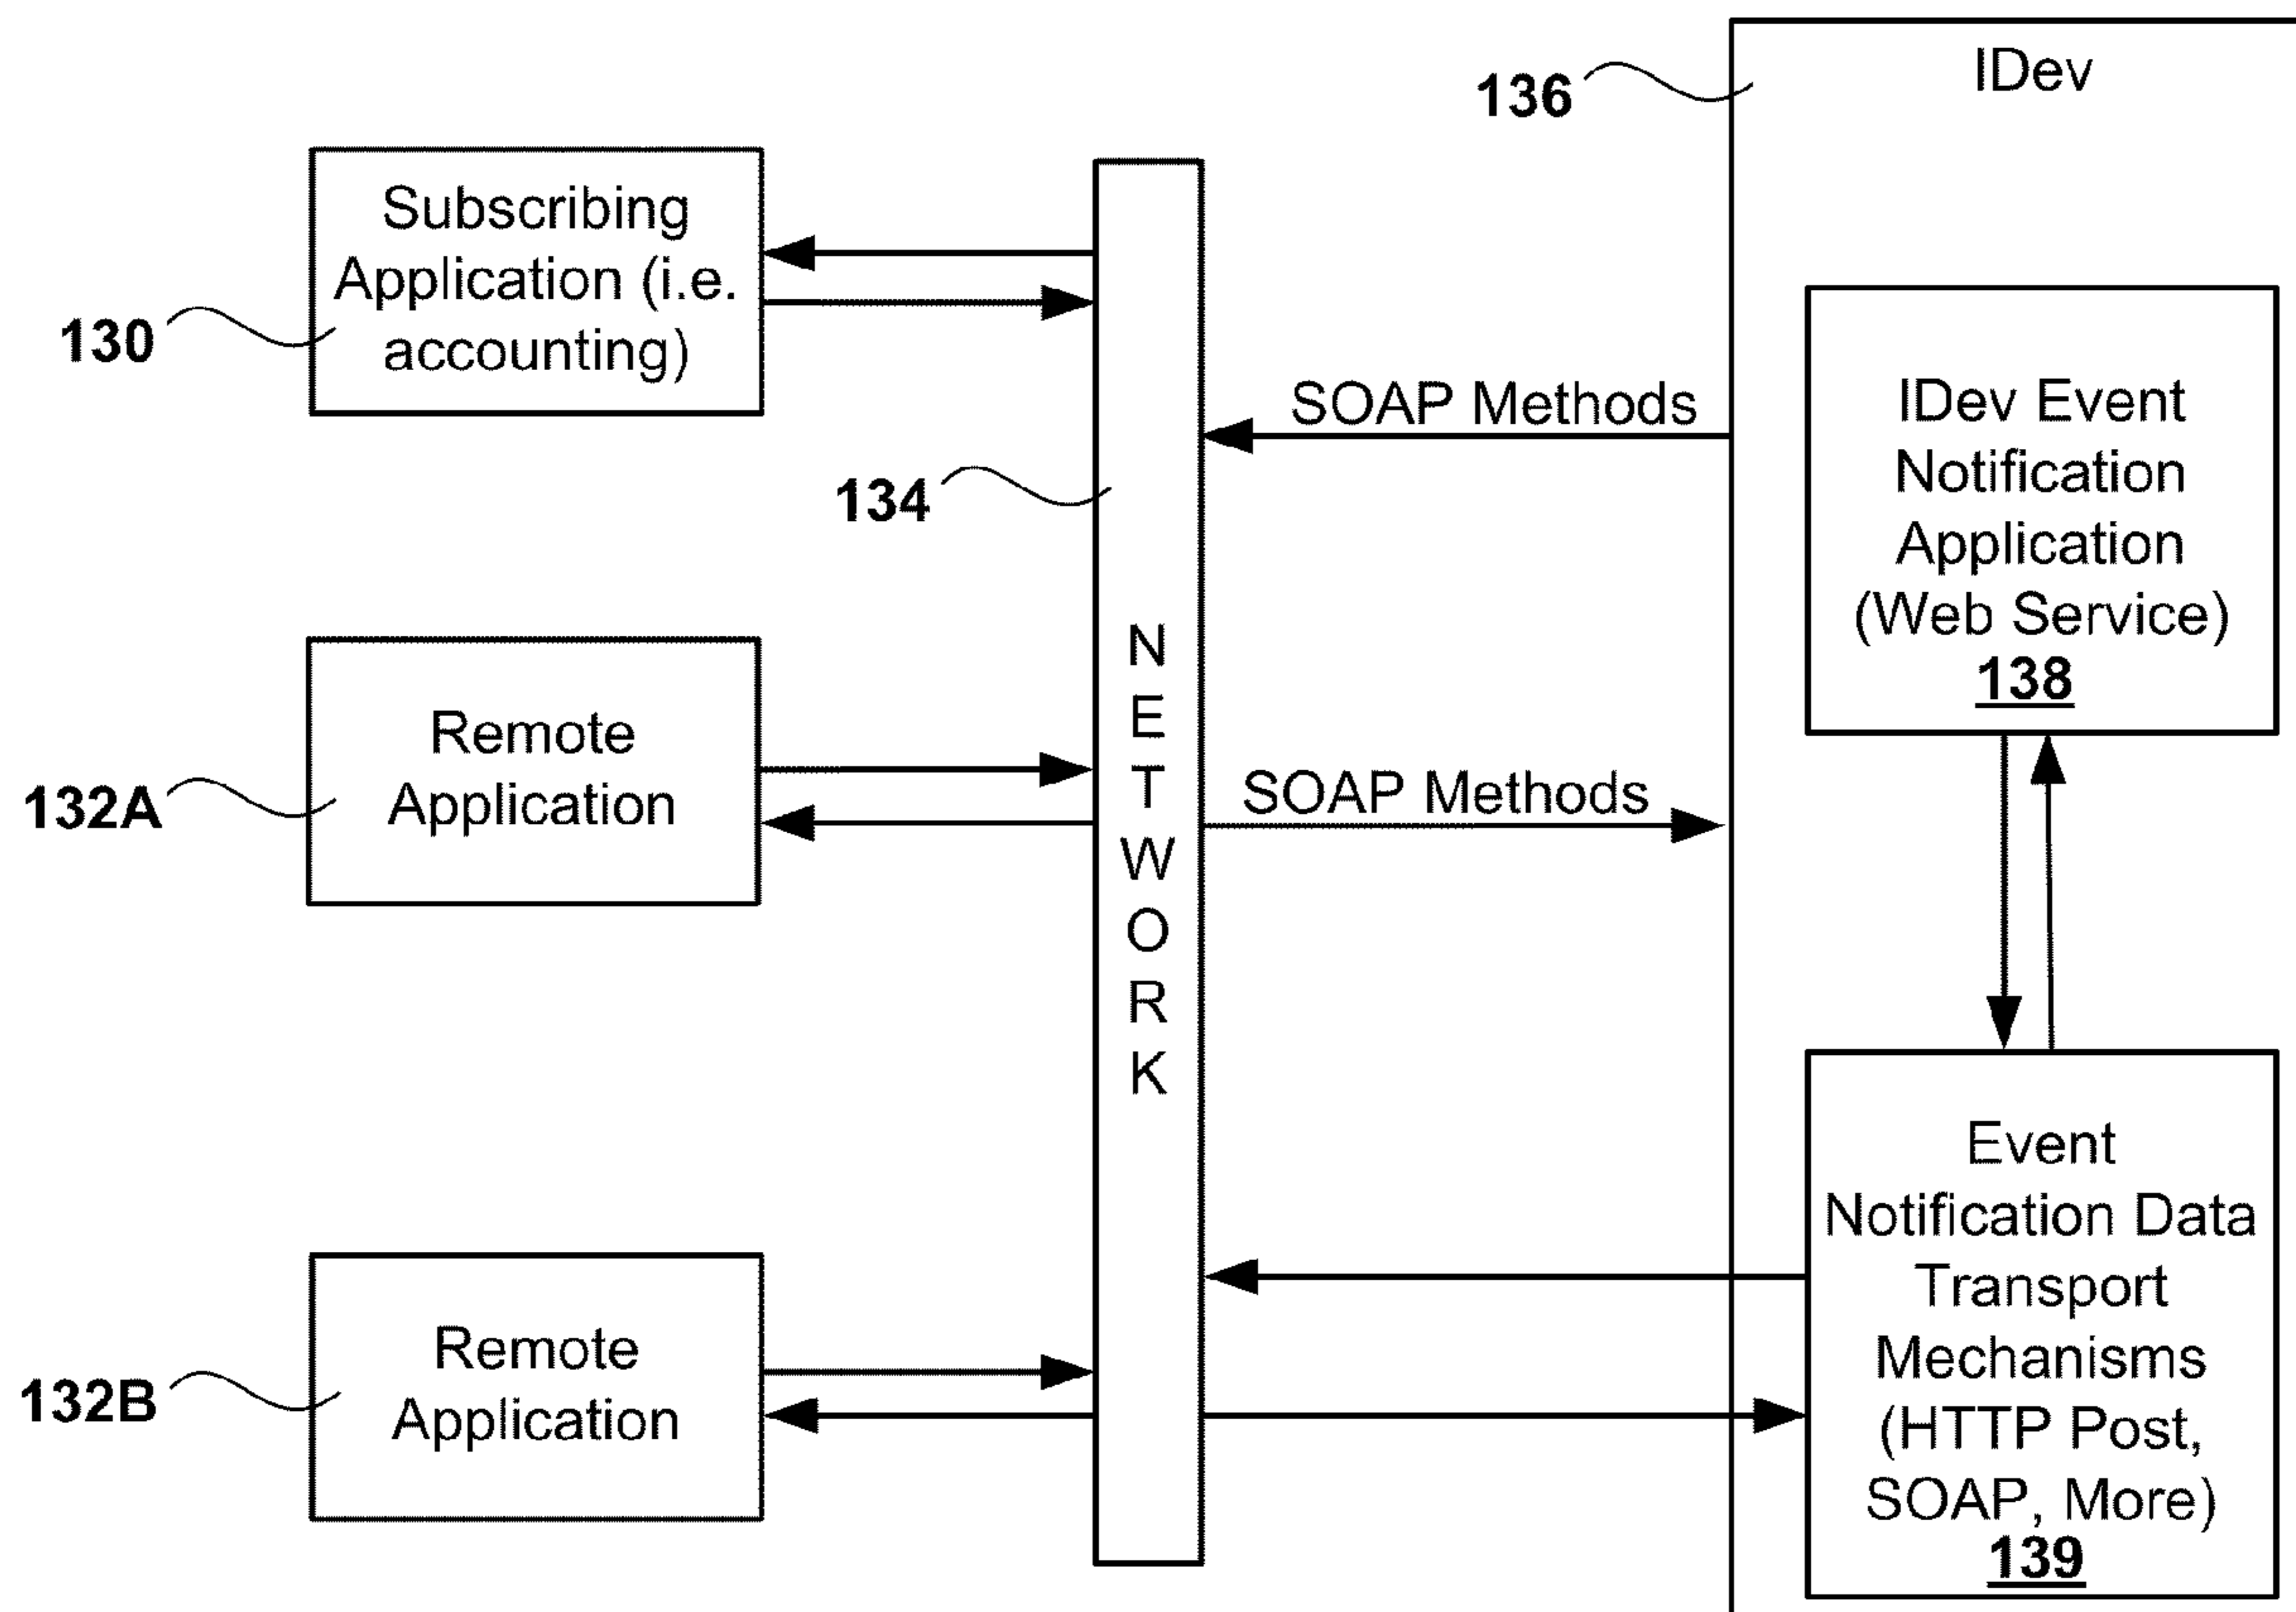 IDev
136
Subscribing
Application (i.e.
accounting)
130
SOAP Methods
134
IDev Event
Notification
Application
(Web Service)
138
NETWORK
Remote
Application
132A
SOAP Methods
Event
Notification Data
Transport
Mechanisms
(HTTP Post,
SOAP, More)
139
Remote
Application
132B